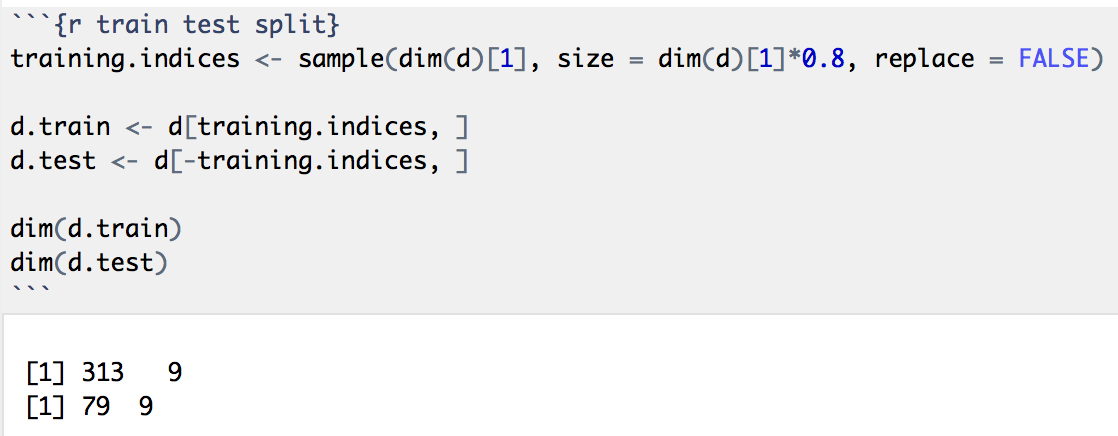 ```{r train test split}
training.indices <- sample(dim(d)[1], size = dim(d)[1]*0.8, replace = FALSE)
d.train <- d[training.indices, ]
d.test <- d[-training.indices, ]
dim(d.train)
dim(d.test)
```
[1] 313   9
[1] 79  9